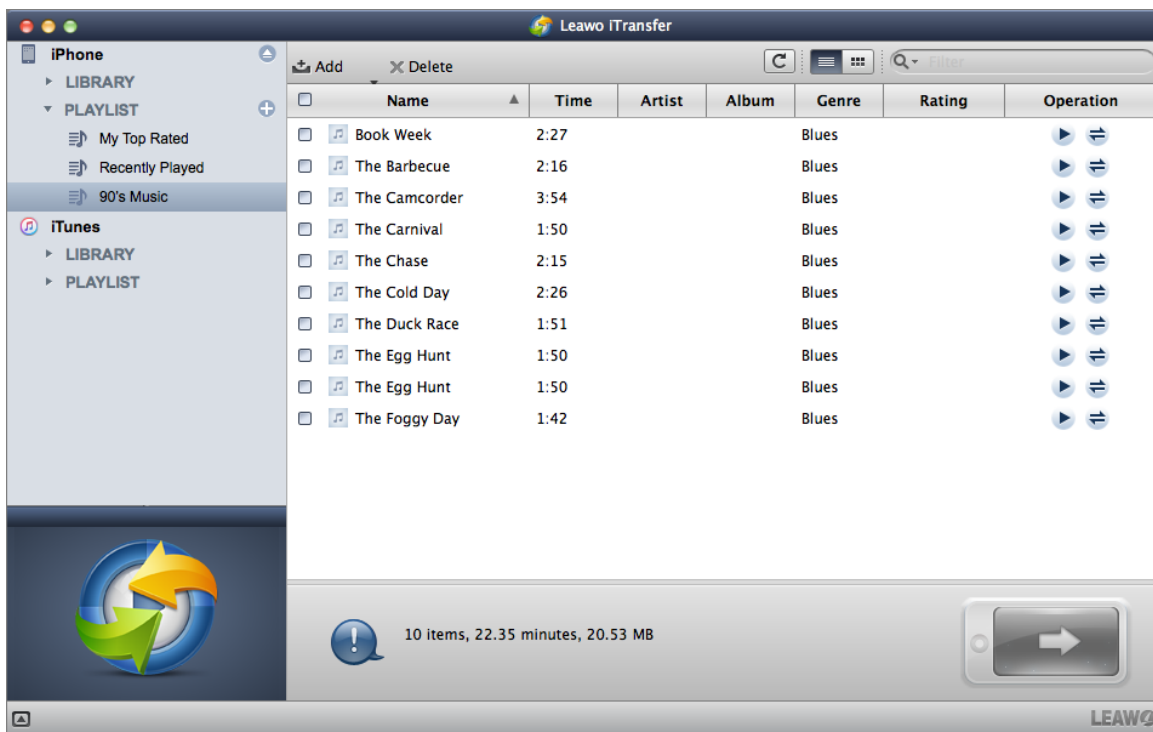 Leawo iTransfer
iPhone
LIBRARY
PLAYLIST
My Top Rated
Recently Played
90's Music
iTunes
LIBRARY
PLAYLIST
Add Delete Filter
Name Time Artist Album Genre Rating Operation
Book Week 2:27 Blues
The Barbecue 2:16 Blues
The Camcorder 3:54 Blues
The Carnival 1:50 Blues
The Chase 2:15 Blues
The Cold Day 2:26 Blues
The Duck Race 1:51 Blues
The Egg Hunt 1:50 Blues
The Egg Hunt 1:50 Blues
The Foggy Day 1:42 Blues
10 items, 22.35 minutes, 20.53 MB
LEAWO